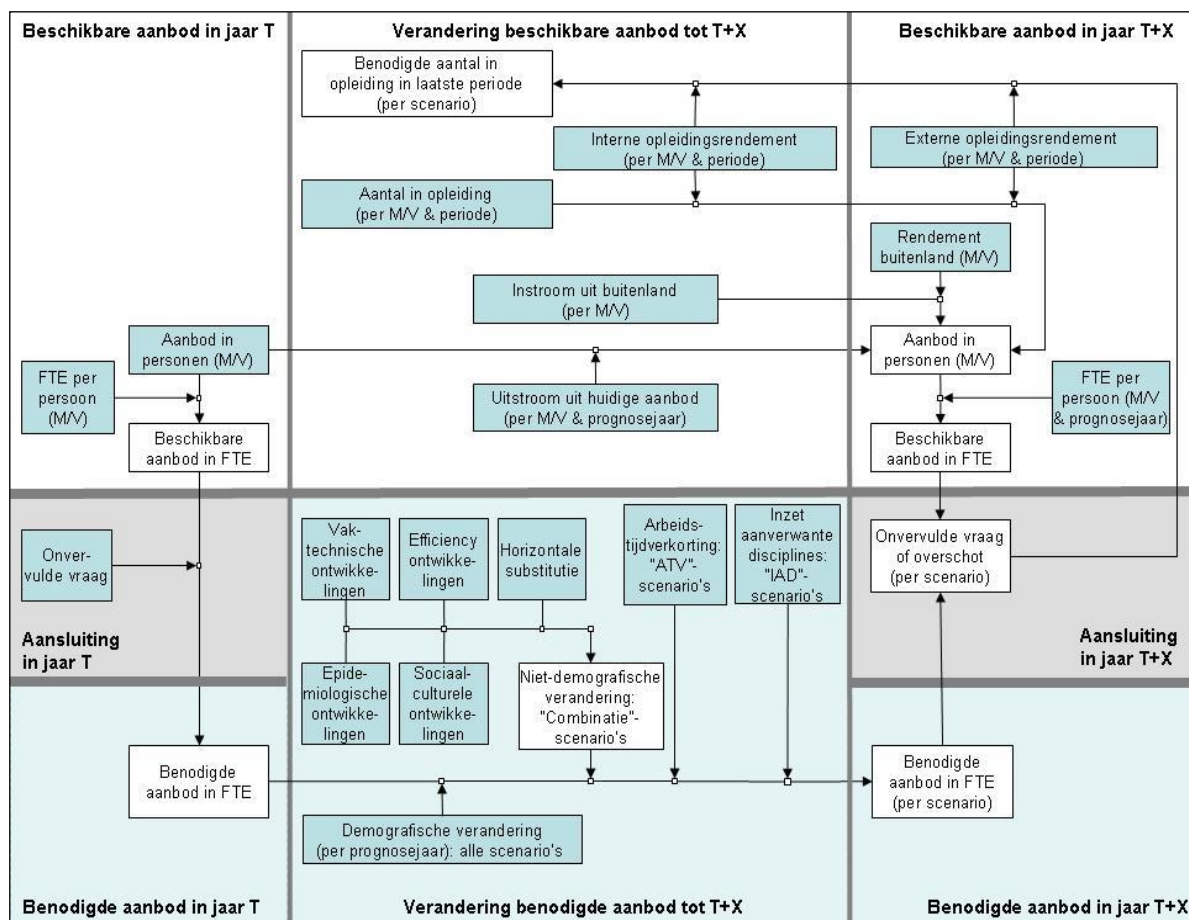 Beschikbare aanbod in jaar T
Verandering beschikbare aanbod tot T+X
Beschikbare aanbod in jaar T+X
Benodigde aantal in
opleiding in laatste periode
(per scenario)
Interne opleidingsrendement
(per M/V & periode)
Externe opleidingsrendement
(per M/V & periode)
Aantal in opleiding
(per M/V & periode)
Rendement
buitenland (M/V)
Instroom uit buitenland
(per M/V)
Aanbod in
personen (M/V)
Aanbod in
personen (M/V)
FTE per
persoon
(M/V)
Uitstroom uit huidige aanbod
(per M/V & prognosejaar)
FTE per
persoon (M/V
& prognosejaar)
Beschikbare
aanbod in FTE
Beschikbare
aanbod in FTE
Onver-
vulde vraag
Vak-
technische
ontwikke-
lingen
Efficiency
ontwikke-
lingen
Horizontale
substitutie
Arbeids-
tijdverkorting:
"ATV"-
scenario's
Inzet
aanverwante
disciplines:
"IAD"-
scenario's
Onvervulde vraag
of overschot
(per scenario)
Aansluiting
in jaar T
Aansluiting
in jaar T+X
Epide-
miologische
ontwikke-
lingen
Sociaal-
culturele
ontwikke-
lingen
Niet-demografische
verandering:
"Combinatie"-
scenario's
Benodigde
aanbod in FTE
Benodigde
aanbod in FTE
(per scenario)
Demografische verandering
(per prognosejaar): alle scenario's
Benodigde aanbod in jaar T
Verandering benodigde aanbod tot T+X
Benodigde aanbod in jaar T+X